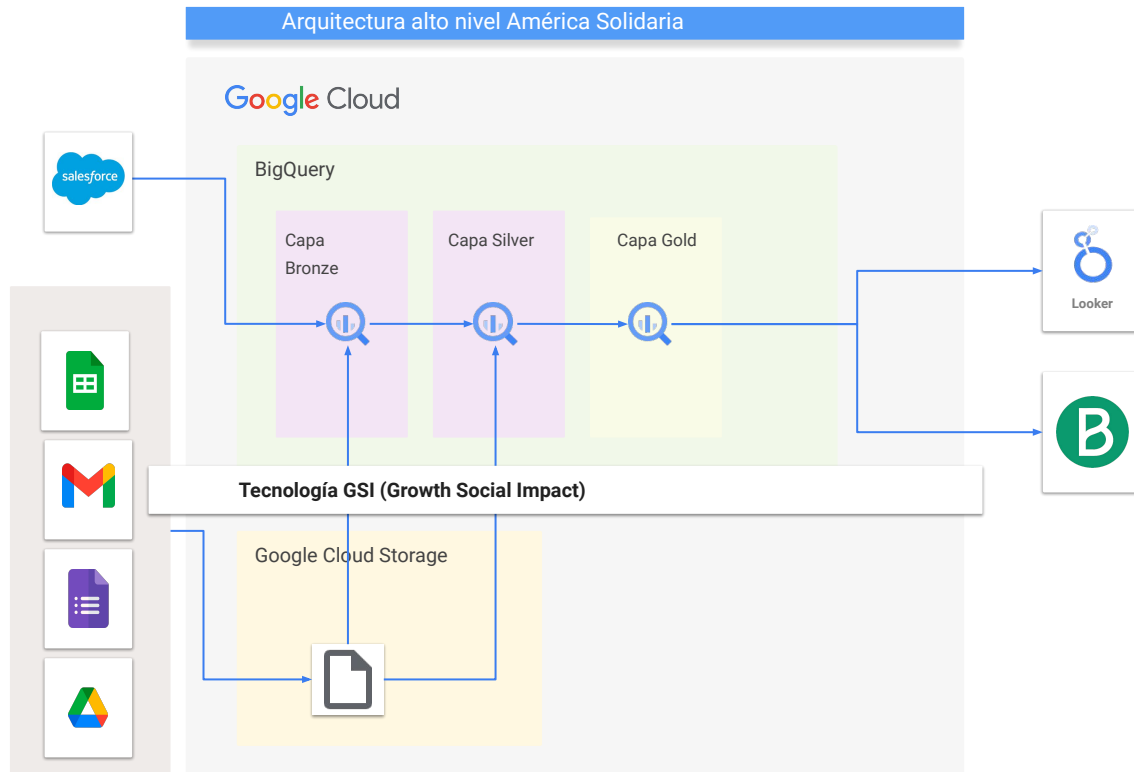 Arquitectura alto nivel América Solidaria
Google Cloud
BigQuery
salesforce
Capa
Bronze
Capa Silver
Capa Gold
Looker
B
Tecnología GSI (Growth Social Impact)
Google Cloud Storage